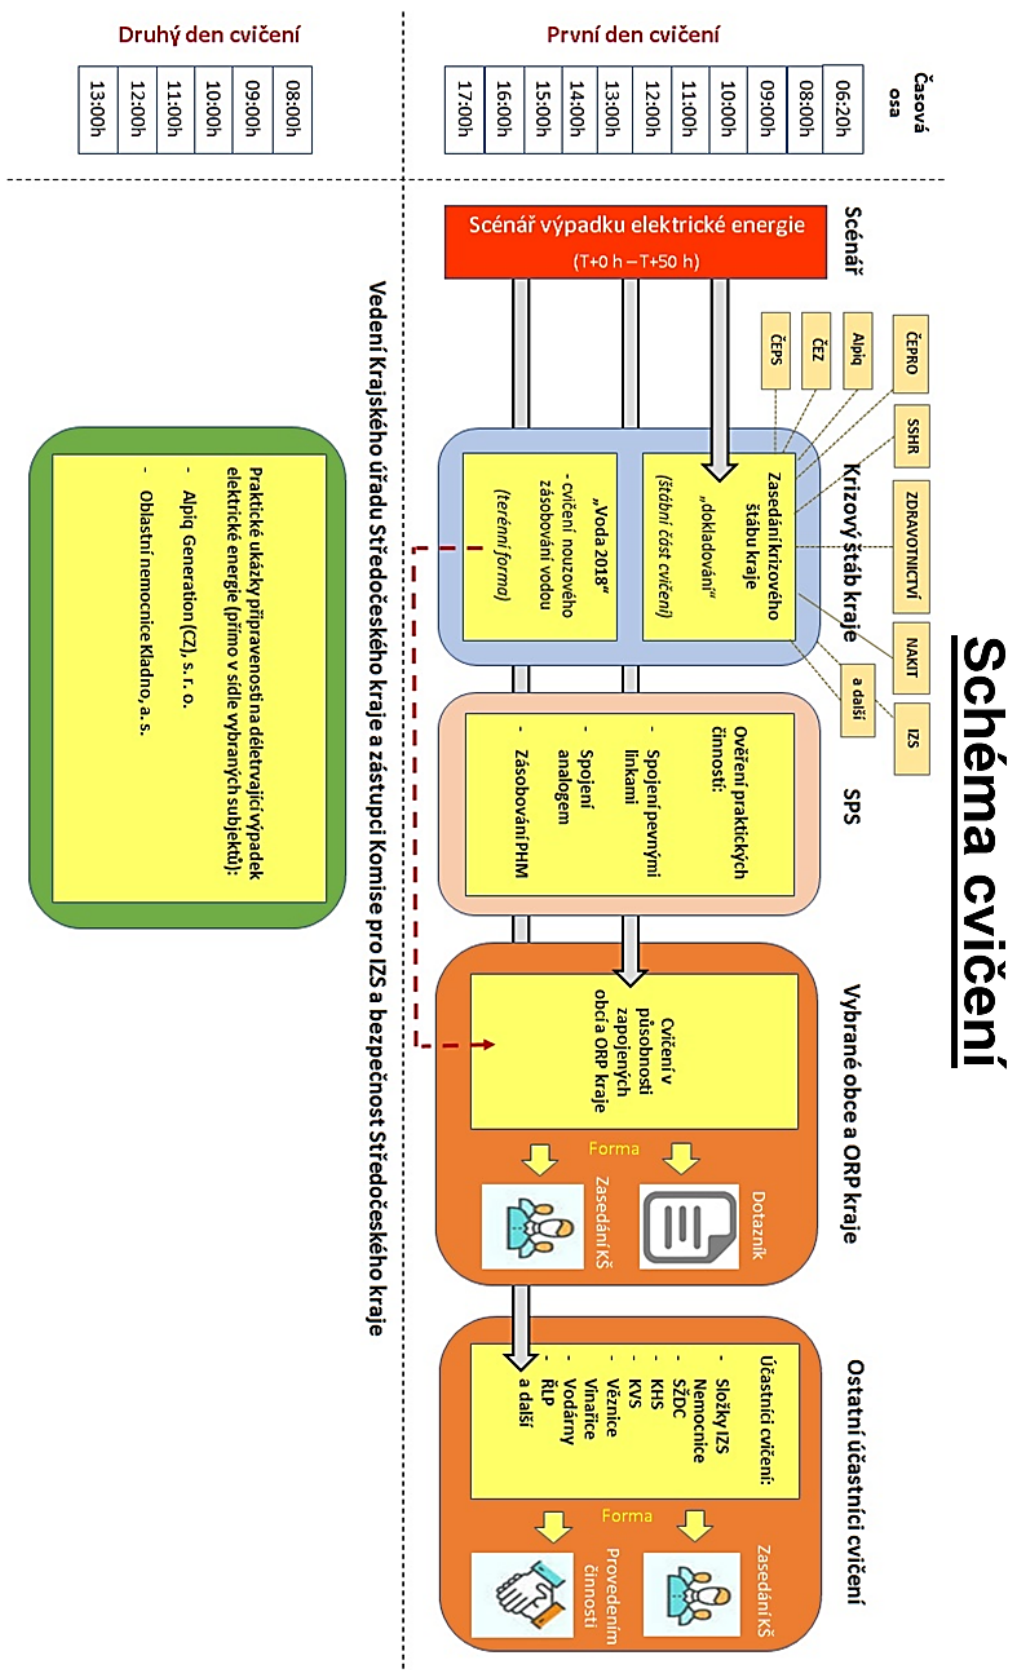 Schéma cvičení
Časová
osa
Scénář
Krizový štáb kraje
SPS
Vybrané obce a ORP kraje
Ostatní účastníci cvičení
První den cvičení
06:20h
08:00h
09:00h
10:00h
11:00h
12:00h
13:00h
14:00h
15:00h
16:00h
17:00h
Scénář výpadku elektrické energie
(T+0 h – T+50 h)
ČEPRO
SSHR
ZDRAVOTNICTVÍ
NAKIT
IZS
Alpiq
ČEZ
ČEPS
a další
Zasedání krizového
štábu kraje
„dokladování“
(štábní část cvičení)
„Voda 2018“
- cvičení nouzového
zásobování vodou
(terénní forma)
Ověření praktických
činností:
- Spojení pevnými
linkami
- Spojení
analogem
- Zásobování PHM
Cvičení v
působnosti
zapojených
obcí a ORP kraje
Forma
Dotazník
Zasedání KŠ
Účastníci cvičení:
- Složky IZS
Nemocnice
- SŽDC
- KHS
- KVS
- Věznice
Vinařice
- Vodárny
- ŘLP
a další
Forma
Zasedání KŠ
Provedením
činnosti
Vedení Krajského úřadu Středočeského kraje a zástupci Komise pro IZS a bezpečnost Středočeského kraje
Druhý den cvičení
08:00h
09:00h
10:00h
11:00h
12:00h
13:00h
Praktické ukázky připravenosti na déletrvající výpadek
elektrické energie (přímo v sídle vybraných subjektů):
- Alpiq Generation (CZ), s. r. o.
- Oblastní nemocnice Kladno, a. s.